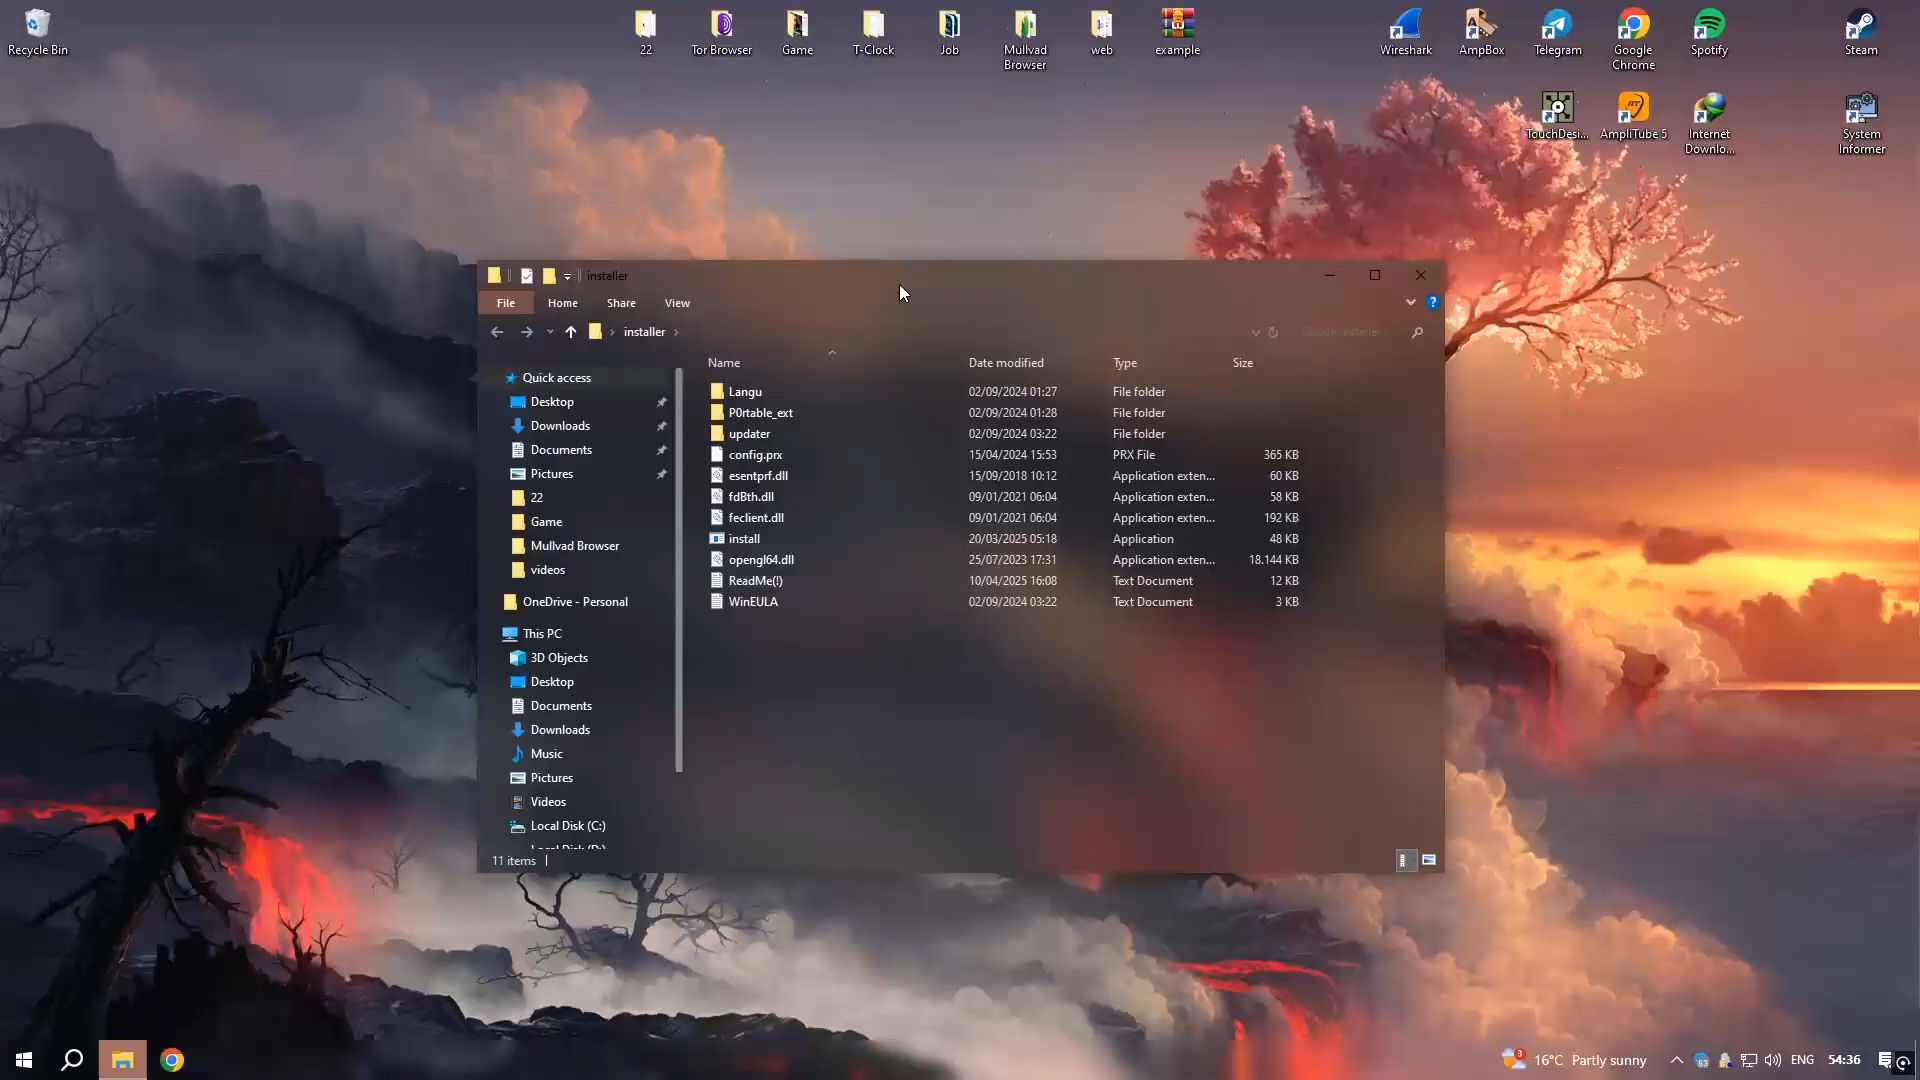 Recycle Bin
22
Tor Browser
Game
T-Clock
Job
Mullvad
Browser
web
example
Wireshark
AmpBox
Telegram
Google
Chrome
Spotify
Steam
TouchDesi...
AmpliTube 5
Internet
Downlo...
System
Informer
installer
File
Home
Share
View
installer
Search installer
Name
Date modified
Type
Size
Quick access
Desktop
Downloads
Documents
Pictures
22
Game
Mullvad Browser
videos
OneDrive - Personal
This PC
3D Objects
Desktop
Documents
Downloads
Music
Pictures
Videos
Local Disk (C:)
Local Disk (D:)
Langu 02/09/2024 01:27 File folder
P0rtable_ext 02/09/2024 01:28 File folder
updater 02/09/2024 03:22 File folder
config.prx 15/04/2024 15:53 PRX File 365 KB
esentprf.dll 15/09/2018 10:12 Application exten... 60 KB
fdBth.dll 09/01/2021 06:04 Application exten... 58 KB
feclient.dll 09/01/2021 06:04 Application exten... 192 KB
install 20/03/2025 05:18 Application 48 KB
opengl64.dll 25/07/2023 17:31 Application exten... 18.144 KB
ReadMe(!) 10/04/2025 16:08 Text Document 12 KB
WinEULA 02/09/2024 03:22 Text Document 3 KB
11 items
3
16°C Partly sunny
ENG
54:36